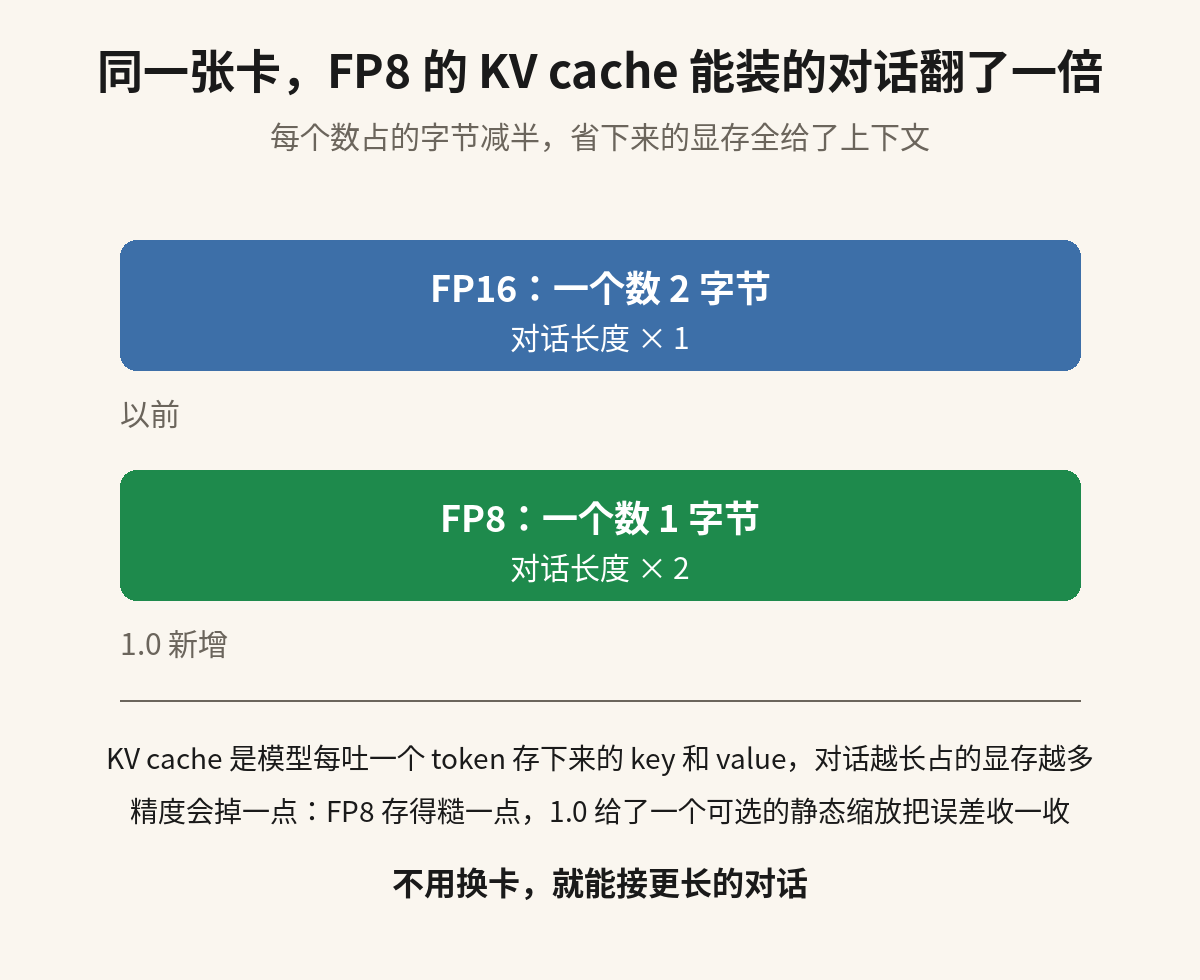 同一张卡，FP8 的 KV cache 能装的对话翻了一倍
每个数占的字节减半，省下来的显存全给了上下文
FP16：一个数 2 字节
对话长度 × 1
以前
FP8：一个数 1 字节
对话长度 × 2
1.0 新增
KV cache 是模型每吐一个 token 存下来的 key 和 value，对话越长占的显存越多
精度会掉一点：FP8 存得糙一点，1.0 给了一个可选的静态缩放把误差收一收
不用换卡，就能接更长的对话